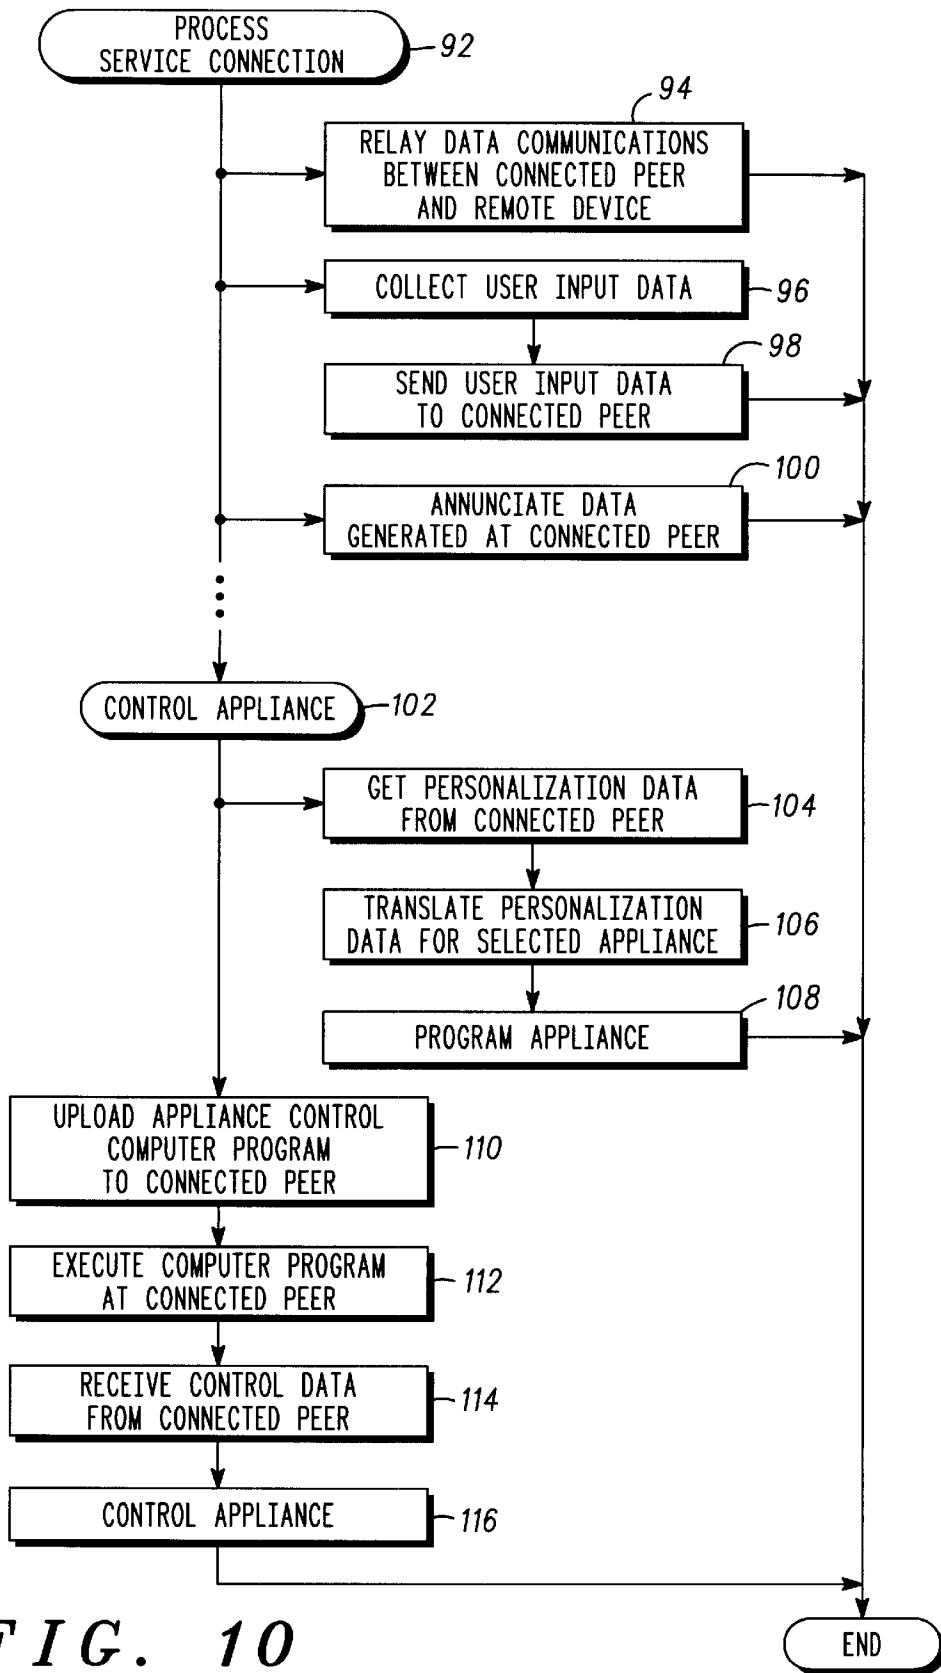 PROCESS
SERVICE CONNECTION
92
94
RELAY DATA COMMUNICATIONS
BETWEEN CONNECTED PEER
AND REMOTE DEVICE
COLLECT USER INPUT DATA
96
98
SEND USER INPUT DATA
TO CONNECTED PEER
100
ANNUNCIATE DATA
GENERATED AT CONNECTED PEER
CONTROL APPLIANCE
102
GET PERSONALIZATION DATA
FROM CONNECTED PEER
104
TRANSLATE PERSONALIZATION
DATA FOR SELECTED APPLIANCE
106
108
PROGRAM APPLIANCE
UPLOAD APPLIANCE CONTROL
COMPUTER PROGRAM
TO CONNECTED PEER
110
EXECUTE COMPUTER PROGRAM
AT CONNECTED PEER
112
RECEIVE CONTROL DATA
FROM CONNECTED PEER
114
CONTROL APPLIANCE
116
END
FIG. 10